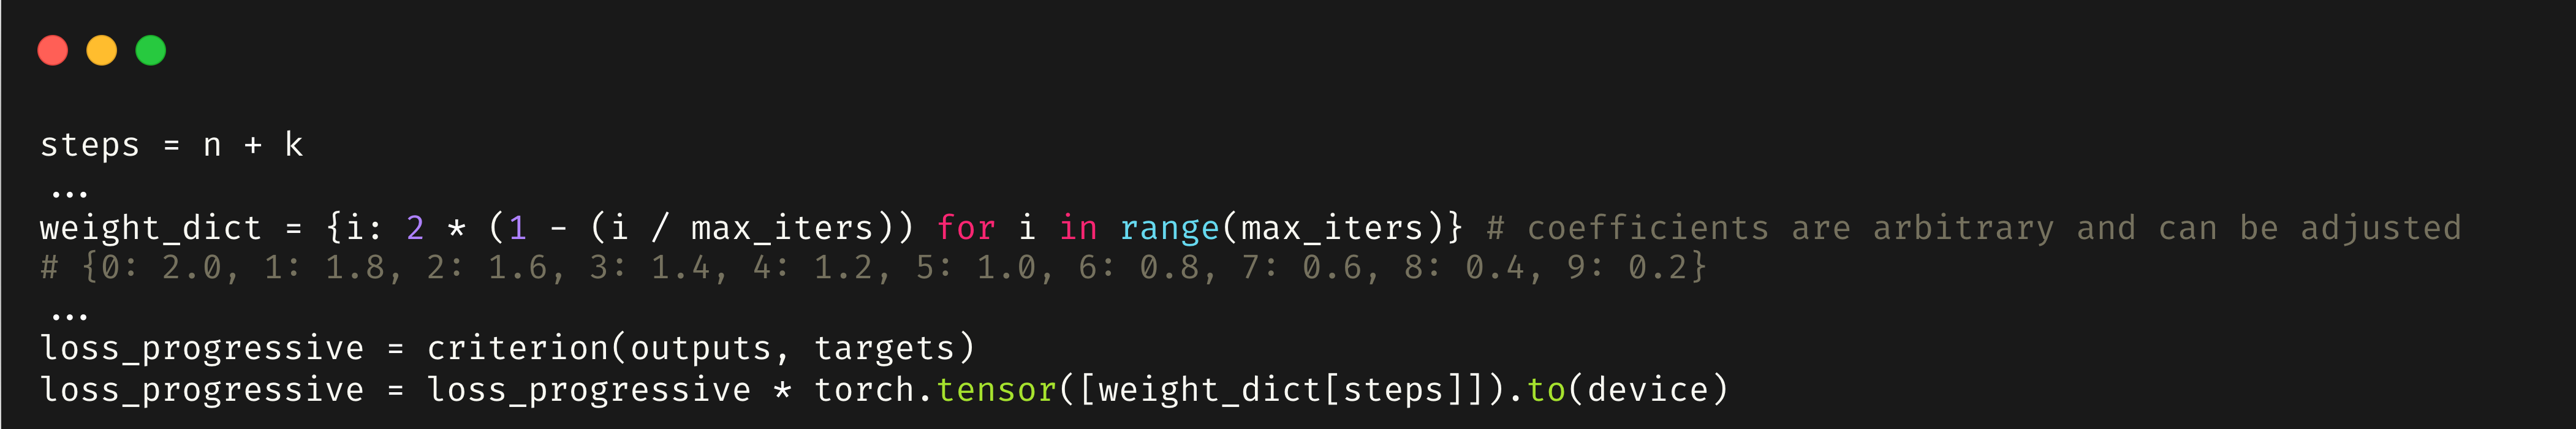 steps = n + k
...
weight_dict = {i: 2 * (1 - (i / max_iters)) for i in range(max_iters)} # coefficients are arbitrary and can be adjusted
# {0: 2.0, 1: 1.8, 2: 1.6, 3: 1.4, 4: 1.2, 5: 1.0, 6: 0.8, 7: 0.6, 8: 0.4, 9: 0.2}
...
loss_progressive = criterion(outputs, targets)
loss_progressive = loss_progressive * torch.tensor([weight_dict[steps]]).to(device)